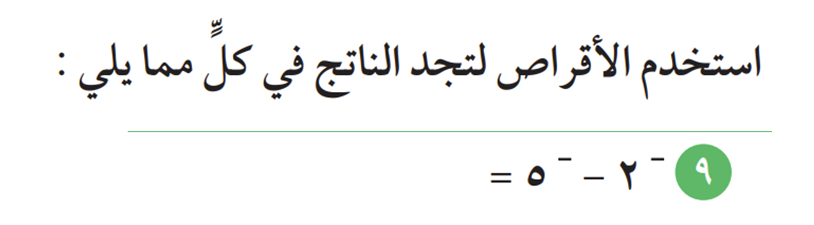 استخدم الأقراص لتجد الناتج في كلٍّ مما يلي :
٩ ⁻٢ – ⁻٥ =